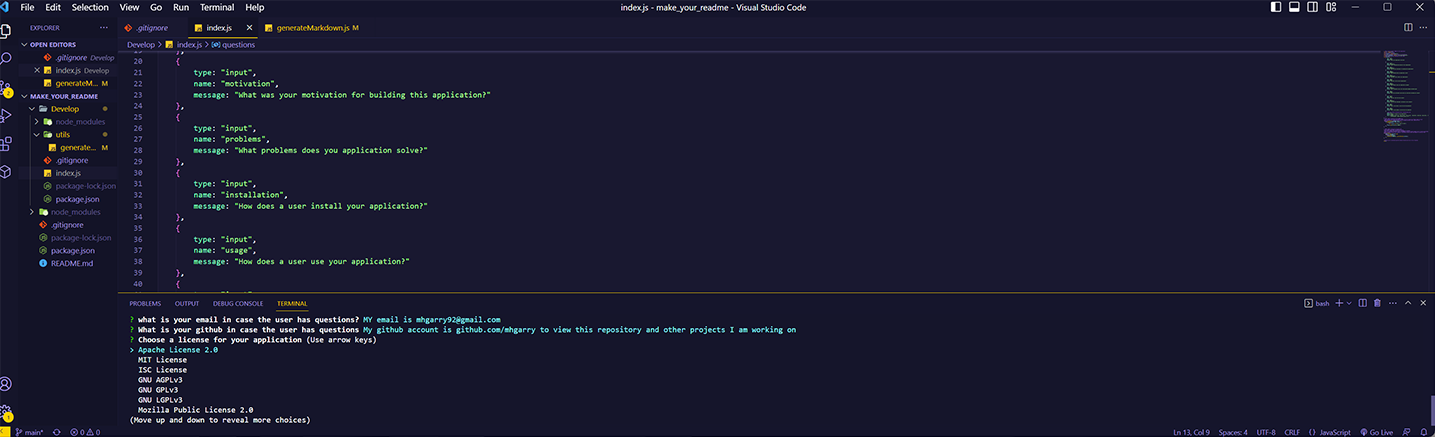 File Edit Selection View Go Run Terminal Help
index.js - make_your_readme - Visual Studio Code
EXPLORER
OPEN EDITORS
.gitignore Develop
index.js Develop
generateM... M
MAKE_YOUR_README
Develop
node_modules
utils
generate... M
.gitignore
index.js
package-lock.json
package.json
node_modules
.gitignore
package-lock.json
package.json
README.md
.gitignore
index.js
generateMarkdown.js M
Develop > index.js > questions
20 {
21 type: "input",
22 name: "motivation",
23 message: "What was your motivation for building this application?"
24 },
25 {
26 type: "input",
27 name: "problems",
28 message: "What problems does you application solve?"
29 },
30 {
31 type: "input",
32 name: "installation",
33 message: "How does a user install your application?"
34 },
35 {
36 type: "input",
37 name: "usage",
38 message: "How does a user use your application?"
39 },
40 {
PROBLEMS OUTPUT DEBUG CONSOLE TERMINAL
bash
? what is your email in case the user has questions? MY email is mhgarry92@gmail.com
? What is your github in case the user has questions My github account is github.com/mhgarry to view this repository and other projects I am working on
? Choose a license for your application (Use arrow keys)
> Apache License 2.0
MIT License
ISC License
GNU AGPLv3
GNU GPLv3
GNU LGPLv3
Mozilla Public License 2.0
(Move up and down to reveal more choices)
2
1
main* 0 0
Ln 13, Col 9 Spaces: 4 UTF-8 CRLF {} JavaScript Go Live